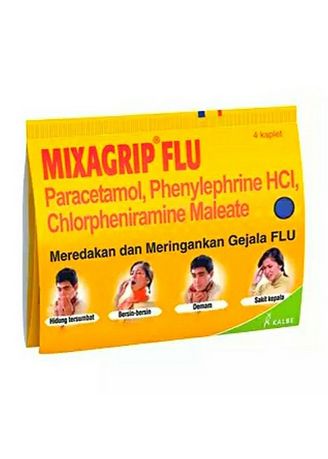 4 kaplet
MIXAGRIP® FLU
Paracetamol, Phenylephrine HCl,
Chlorpheniramine Maleate
Meredakan dan Meringankan Gejala FLU
Hidung tersumbat
Bersin-bersin
Demam
Sakit kepala
KALBE